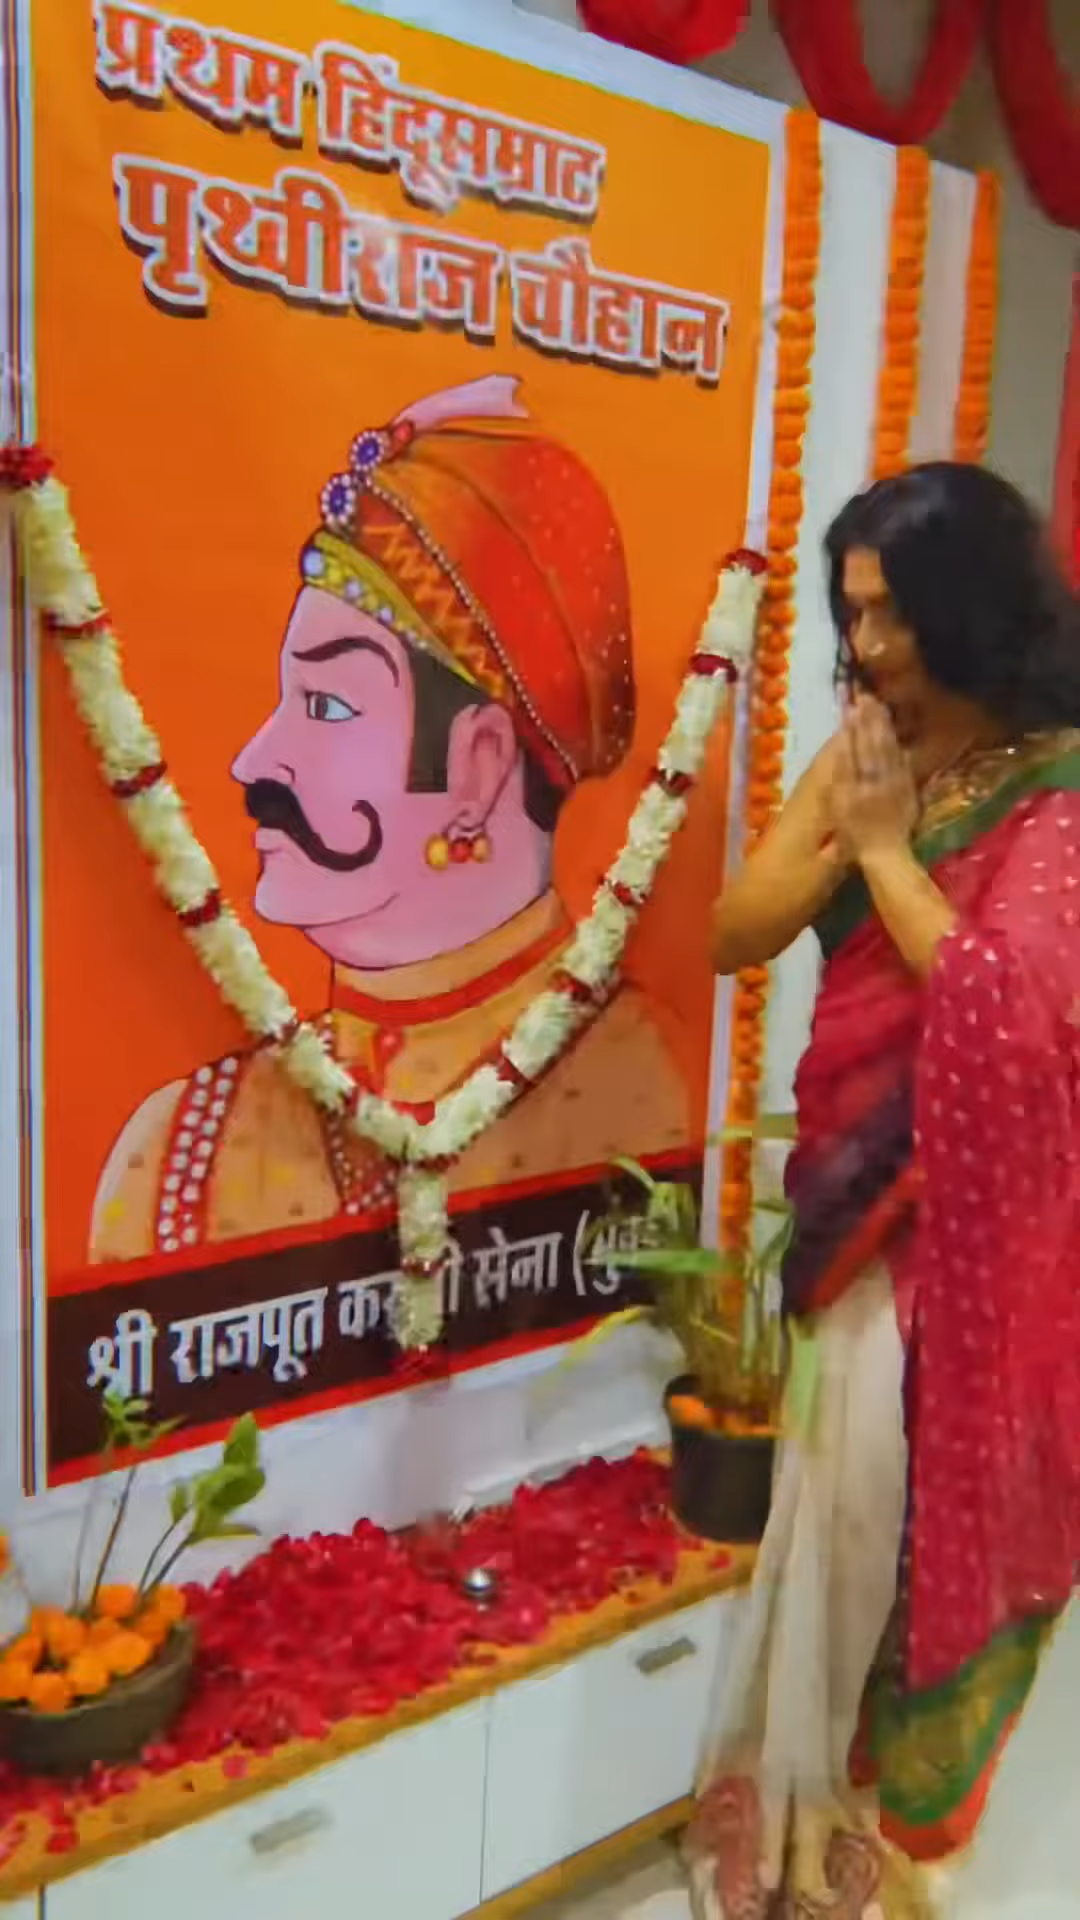 प्रथम हिंदूसम्राट
पृथ्वीराज चौहान
श्री राजपूत सेना